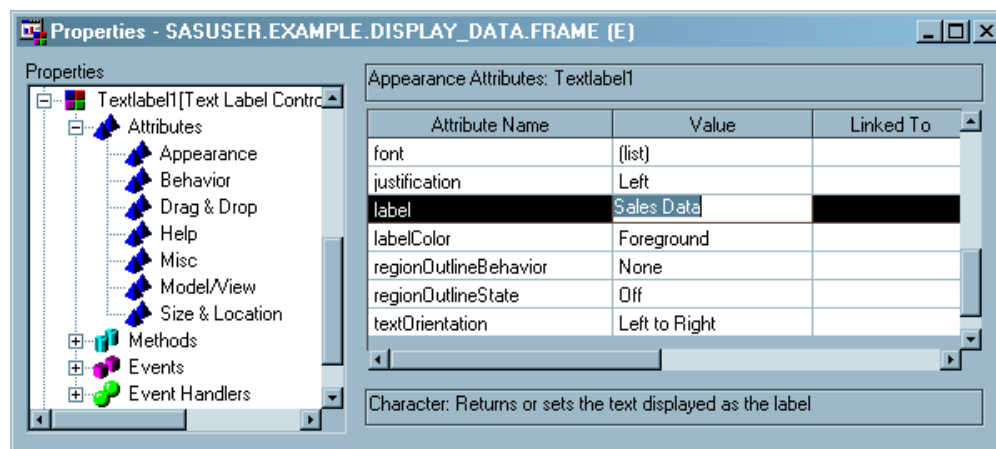 Properties - SASUSER.EXAMPLE.DISPLAY_DATA.FRAME (E)
Properties
Textlabel1[Text Label Contro
Attributes
Appearance
Behavior
Drag & Drop
Help
Misc
Model/View
Size & Location
Methods
Events
Event Handlers
Appearance Attributes: Textlabel1
Attribute Name Value Linked To
font (list)
justification Left
label Sales Data
labelColor Foreground
regionOutlineBehavior None
regionOutlineState Off
textOrientation Left to Right
Character: Returns or sets the text displayed as the label